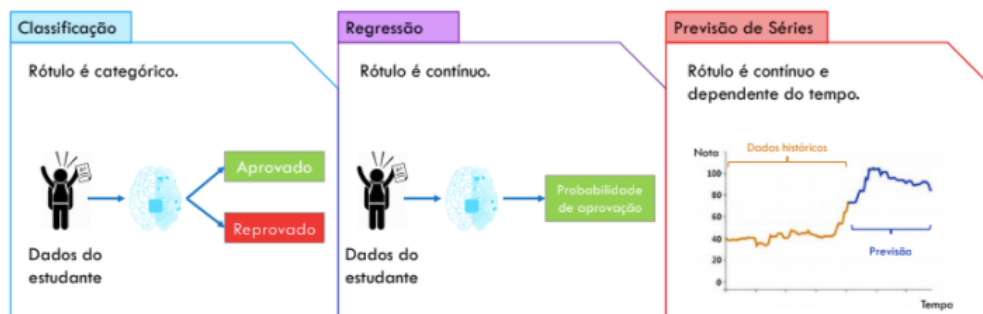 Classificação
Rótulo é categórico.
Aprovado
Reprovado
Dados do
estudante
Regressão
Rótulo é contínuo.
Probabilidade
de aprovação
Dados do
estudante
Previsão de Séries
Rótulo é contínuo e
dependente do tempo.
Nota
Dados históricos
100
80
60
40
20
0
Previsão
Tempo